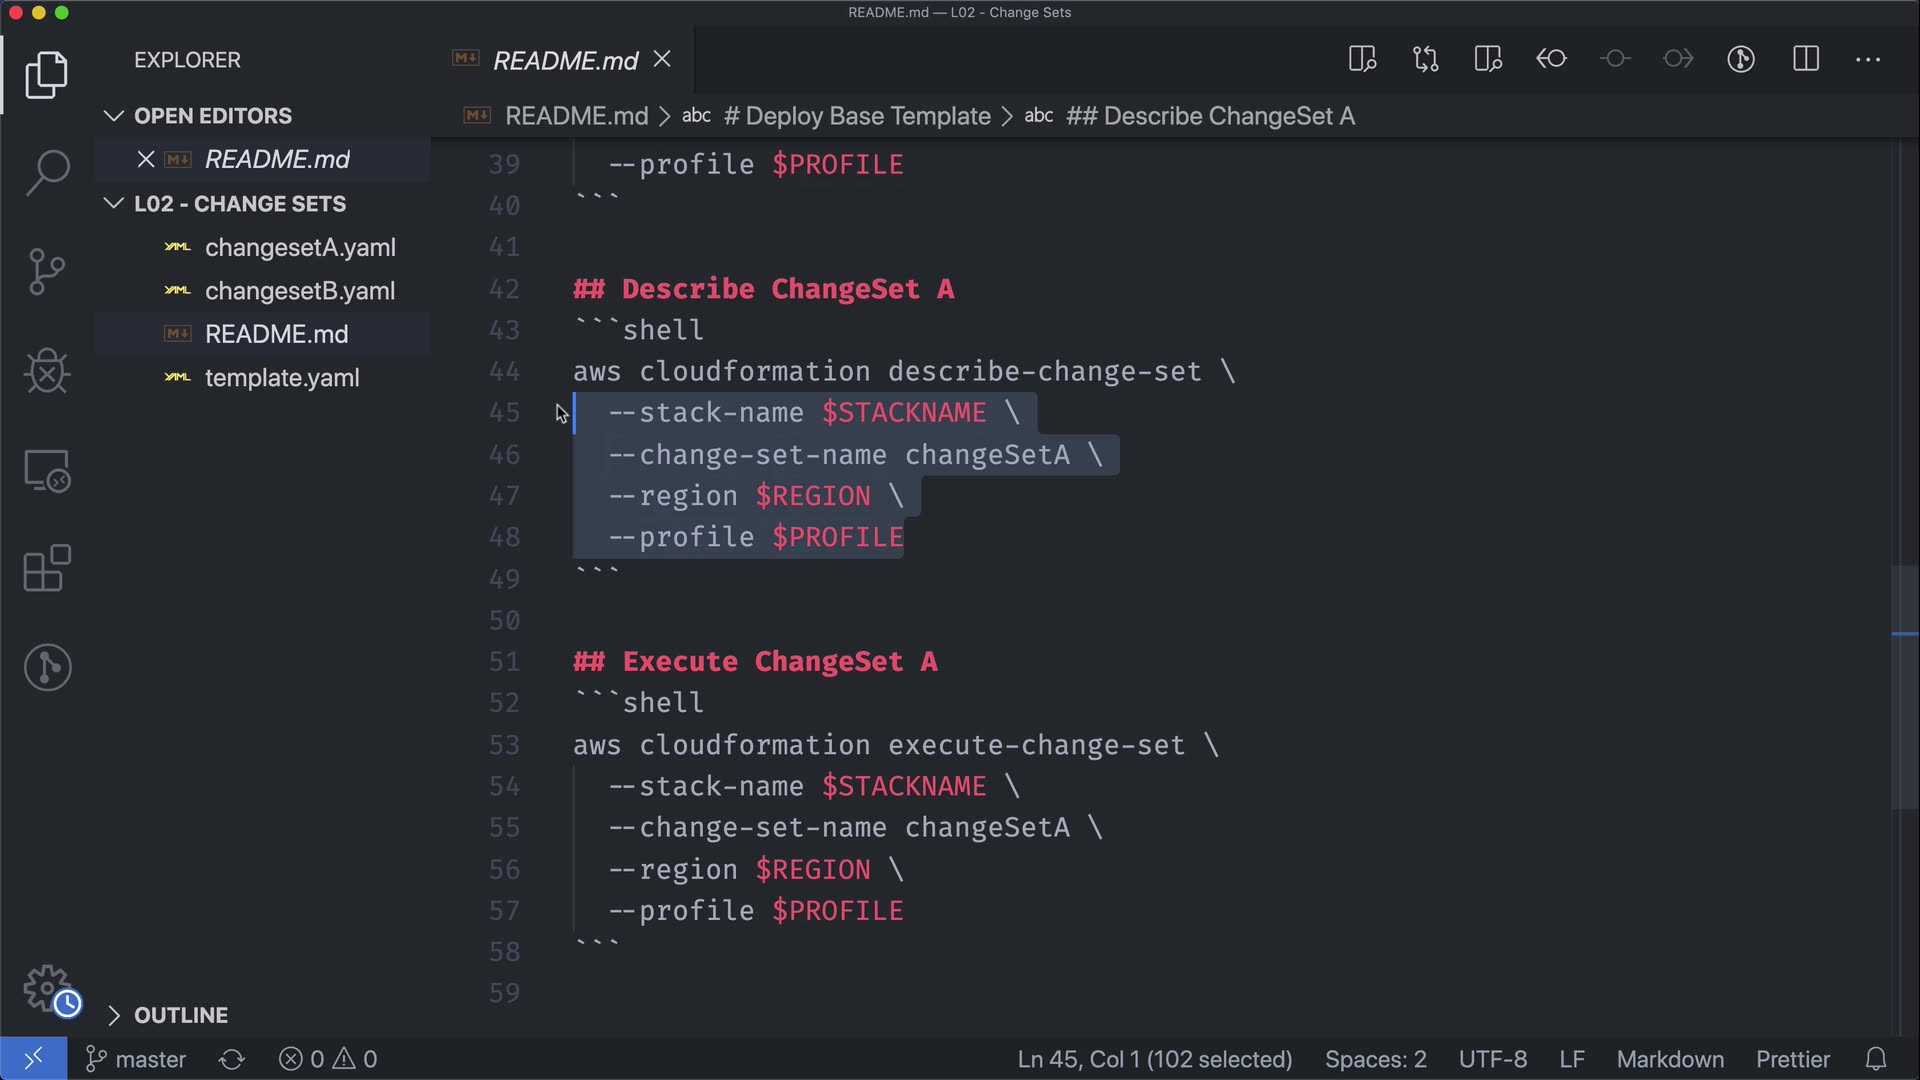 README.md — L02 - Change Sets
EXPLORER
OPEN EDITORS
README.md
L02 - CHANGE SETS
changesetA.yaml
changesetB.yaml
README.md
template.yaml
OUTLINE
README.md
README.md > abc # Deploy Base Template > abc ## Describe ChangeSet A
39   --profile $PROFILE
40 ```
41
42 ## Describe ChangeSet A
43 ```shell
44 aws cloudformation describe-change-set \
45   --stack-name $STACKNAME \
46   --change-set-name changeSetA \
47   --region $REGION \
48   --profile $PROFILE
49 ```
50
51 ## Execute ChangeSet A
52 ```shell
53 aws cloudformation execute-change-set \
54   --stack-name $STACKNAME \
55   --change-set-name changeSetA \
56   --region $REGION \
57   --profile $PROFILE
58 ```
59
master 0 0 Ln 45, Col 1 (102 selected) Spaces: 2 UTF-8 LF Markdown Prettier